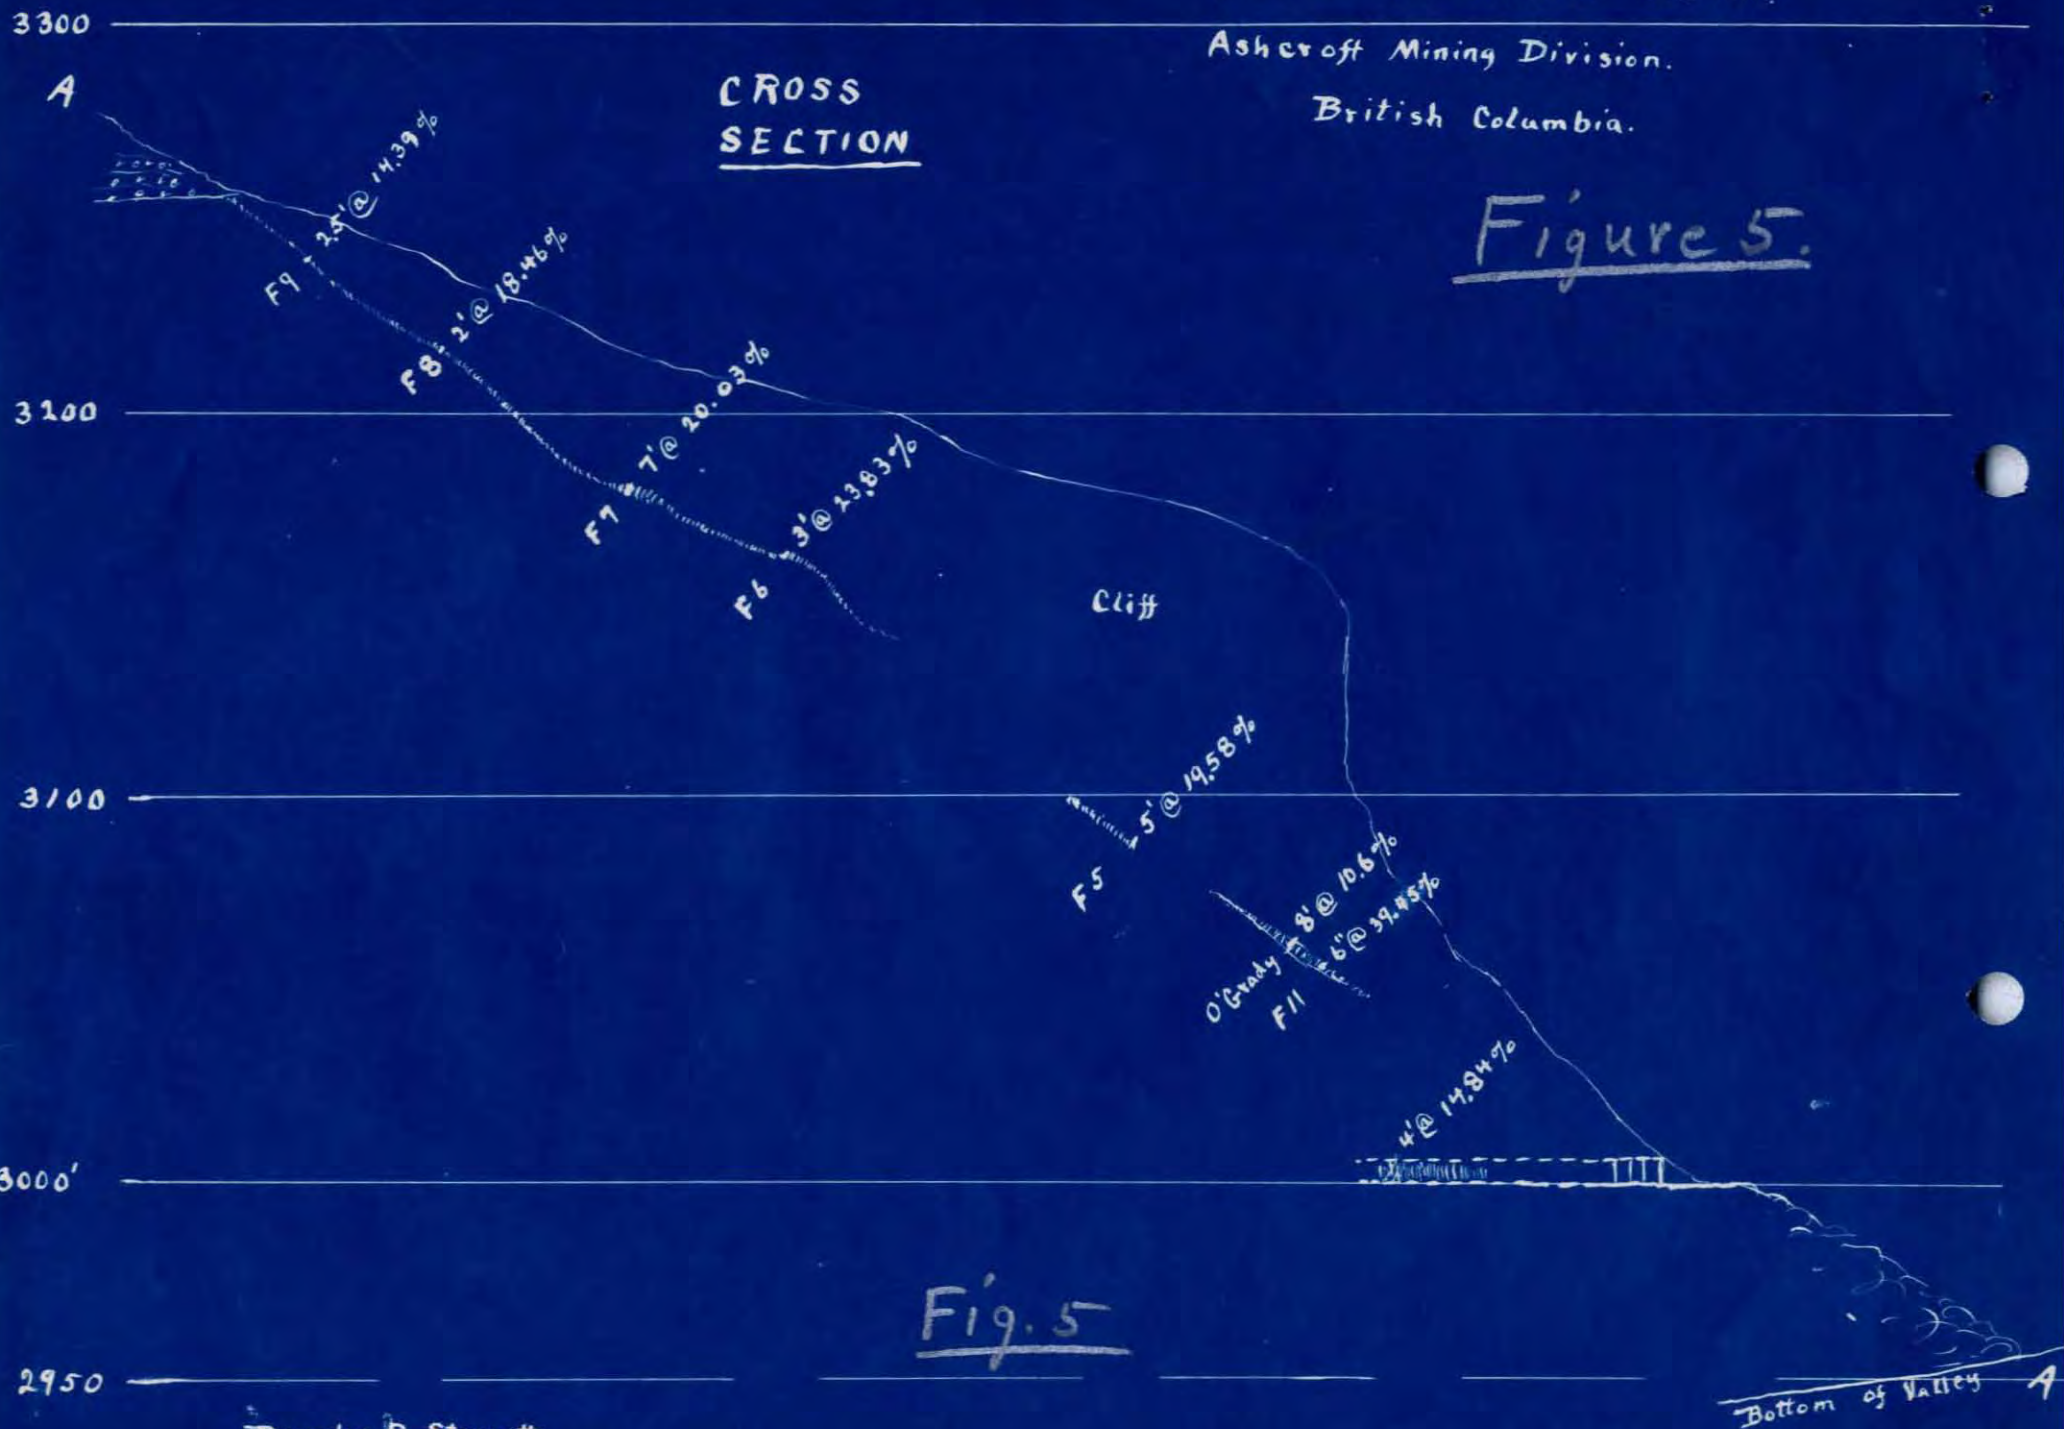 3300
Ashcroft Mining Division.
British Columbia.
CROSS
SECTION
Figure 5.
A
2.5' @ 14.39%
F9
2' @ 18.46%
F8
3200
7' @ 20.03%
F7
3' @ 23.83%
F6
Cliff
3100
5' @ 19.58%
F5
8' @ 10.6%
6" @ 39.45%
O'Grady
F11
4' @ 14.84%
3000'
Fig. 5
2950
Bottom of Valley
A